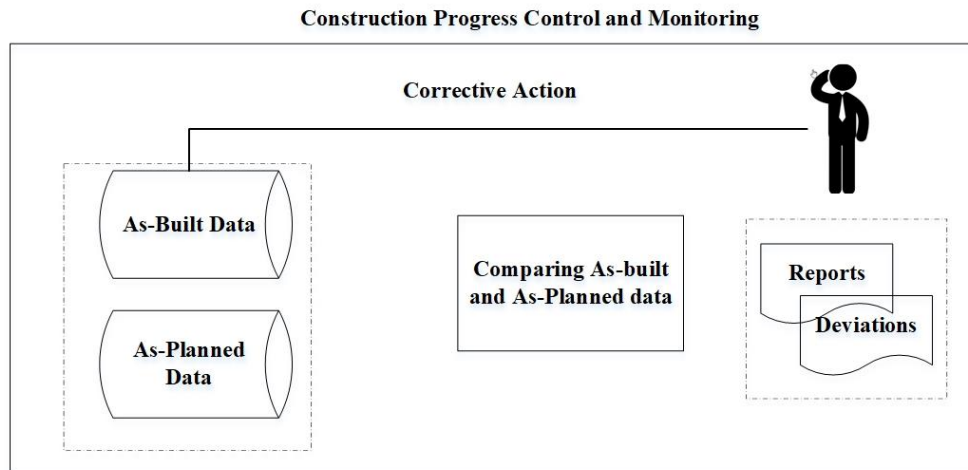 Construction Progress Control and Monitoring
Corrective Action
As-Built Data
As-Planned
Data
Comparing As-built
and As-Planned data
Reports
Deviations